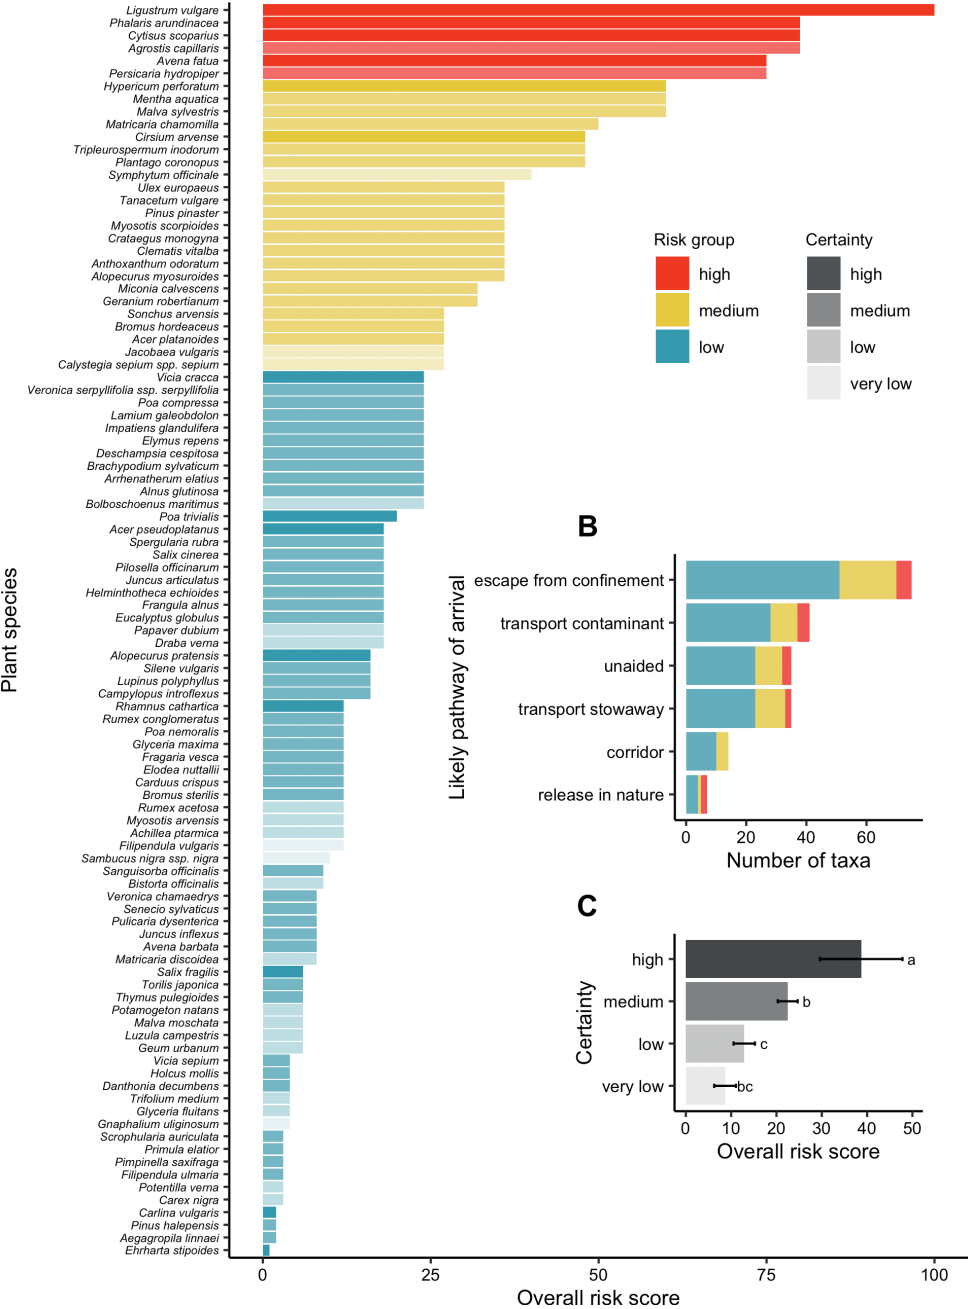 Plant species
Ligustrum vulgare
Phalaris arundinacea
Cytisus scoparius
Agrostis capillaris
Avena fatua
Persicaria hydropiper
Hypericum perforatum
Mentha aquatica
Malva sylvestris
Matricaria chamomilla
Cirsium arvense
Tripleurospermum inodorum
Plantago coronopus
Symphytum officinale
Ulex europaeus
Tanacetum vulgare
Pinus pinaster
Myosotis scorpioides
Crataegus monogyna
Clematis vitalba
Anthoxanthum odoratum
Alopecurus myosuroides
Miconia calvescens
Geranium robertianum
Sonchus arvensis
Bromus hordeaceus
Acer platanoides
Jacobaea vulgaris
Calystegia sepium spp. sepium
Vicia cracca
Veronica serpyllifolia ssp. serpyllifolia
Poa compressa
Lamium galeobdolon
Impatiens glandulifera
Elymus repens
Deschampsia cespitosa
Brachypodium sylvaticum
Arrhenatherum elatius
Alnus glutinosa
Bolboschoenus maritimus
Poa trivialis
Acer pseudoplatanus
Spergularia rubra
Salix cinerea
Pilosella officinarum
Juncus articulatus
Helminthotheca echioides
Frangula alnus
Eucalyptus globulus
Papaver dubium
Draba verna
Alopecurus pratensis
Silene vulgaris
Lupinus polyphyllus
Campylopus introflexus
Rhamnus cathartica
Rumex conglomeratus
Poa nemoralis
Glyceria maxima
Fragaria vesca
Elodea nuttallii
Carduus crispus
Bromus sterilis
Rumex acetosa
Myosotis arvensis
Achillea ptarmica
Filipendula vulgaris
Sambucus nigra ssp. nigra
Sanguisorba officinalis
Bistorta officinalis
Veronica chamaedrys
Senecio sylvaticus
Pulicaria dysenterica
Juncus inflexus
Avena barbata
Matricaria discoidea
Salix fragilis
Torilis japonica
Thymus pulegioides
Potamogeton natans
Malva moschata
Luzula campestris
Geum urbanum
Vicia sepium
Holcus mollis
Danthonia decumbens
Trifolium medium
Glyceria fluitans
Gnaphalium uliginosum
Scrophularia auriculata
Primula elatior
Pimpinella saxifraga
Filipendula ulmaria
Potentilla verna
Carex nigra
Carlina vulgaris
Pinus halepensis
Aegagropila linnaei
Ehrharta stipoides
0 25 50 75 100
Overall risk score
Risk group
high
medium
low
Certainty
high
medium
low
very low
B
Likely pathway of arrival
escape from confinement
transport contaminant
unaided
transport stowaway
corridor
release in nature
0 20 40 60
Number of taxa
C
Certainty
high a
medium b
low c
very low bc
0 10 20 30 40 50
Overall risk score